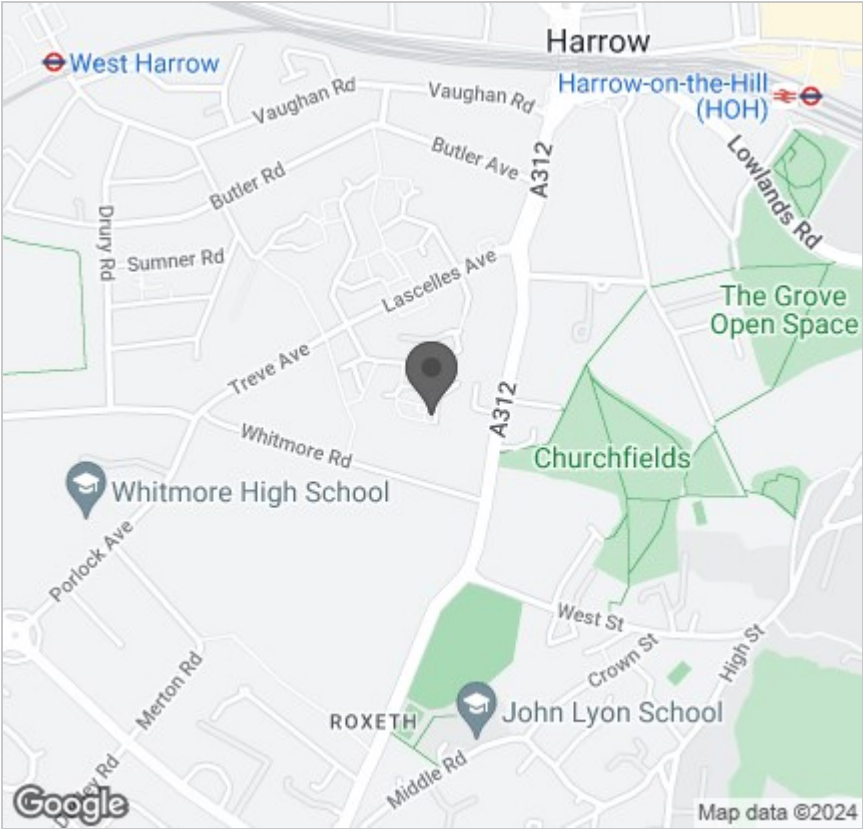 Harrow
West Harrow
Harrow-on-the-Hill
(HOH)
Vaughan Rd
Vaughan Rd
Butler Ave
A312
Lowlands Rd
Butler Rd
Drury Rd
Sumner Rd
Lascelles Ave
The Grove
Open Space
Treve Ave
A312
Whitmore Rd
Churchfields
Whitmore High School
Porlock Ave
West St
Crown St
High St
Merton Rd
ROXETH
John Lyon School
Middle Rd
Rd
Google
Map data ©2024